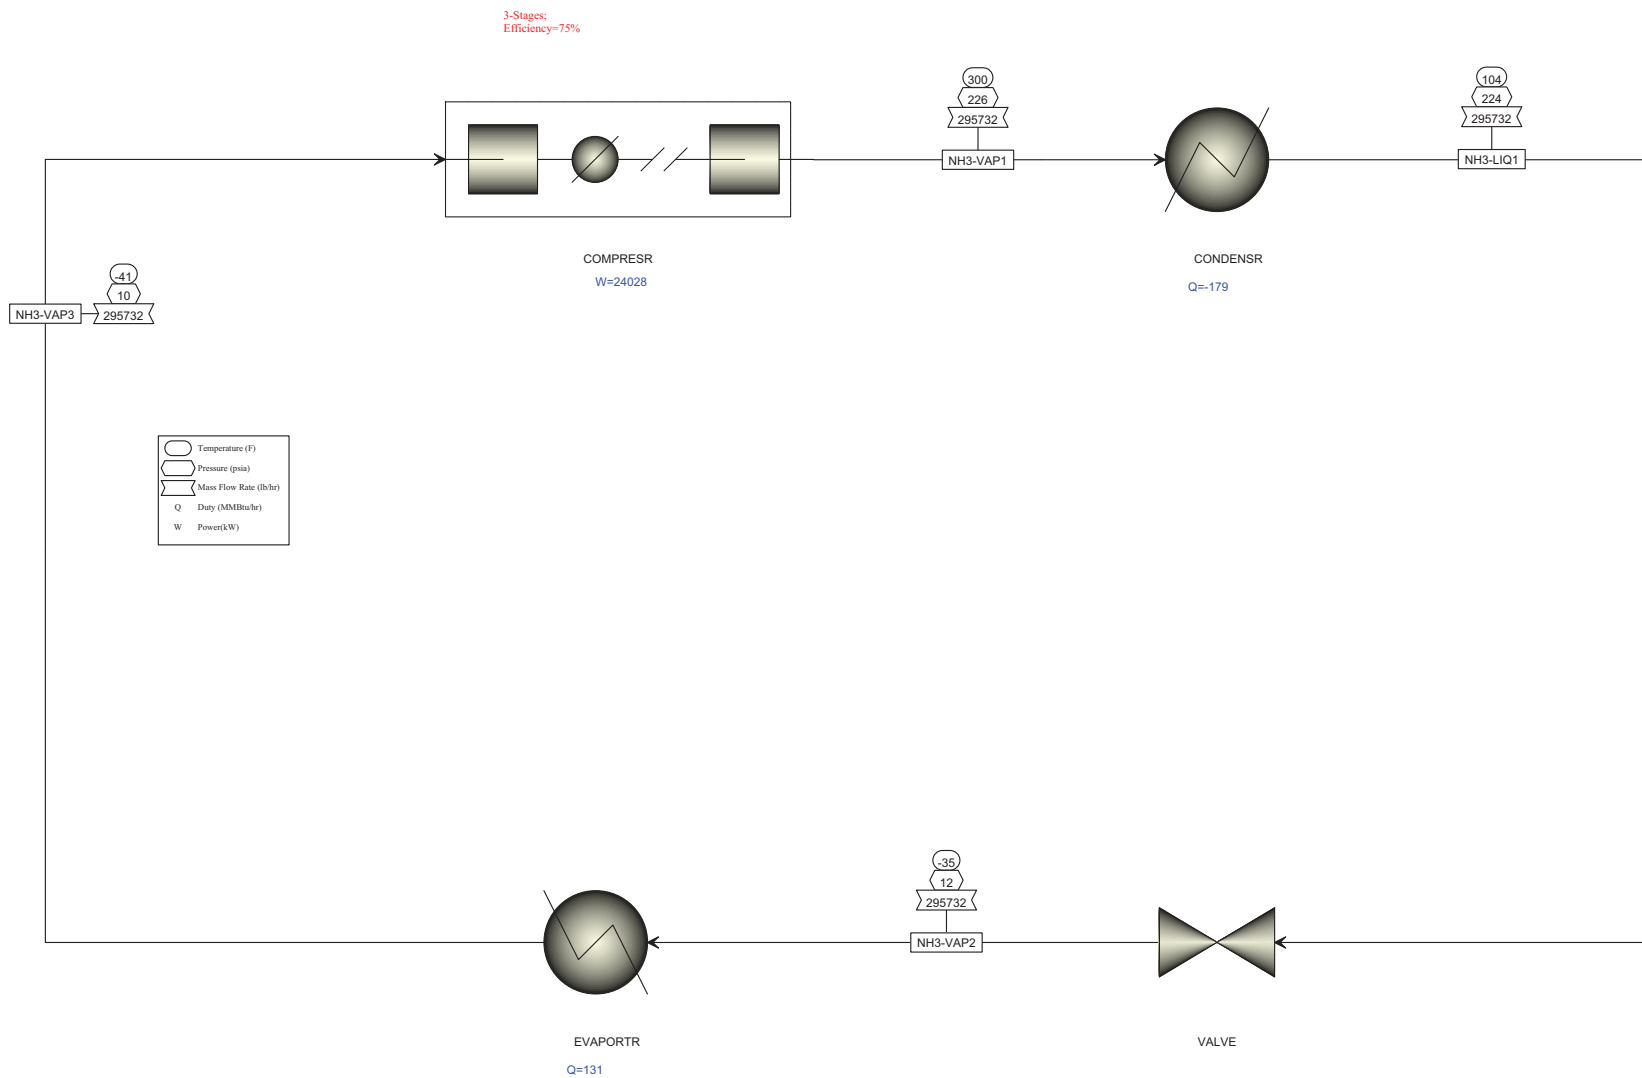 3-Stages;
Efficiency=75%
300
226
295732
NH3-VAP1
104
224
295732
NH3-LIQ1
COMPRESR
W=24028
CONDENSR
Q=-179
-41
10
295732
NH3-VAP3
Temperature (F)
Pressure (psia)
Mass Flow Rate (lb/hr)
Q Duty (MMBtu/hr)
W Power(kW)
-35
12
295732
NH3-VAP2
EVAPORTR
Q=131
VALVE